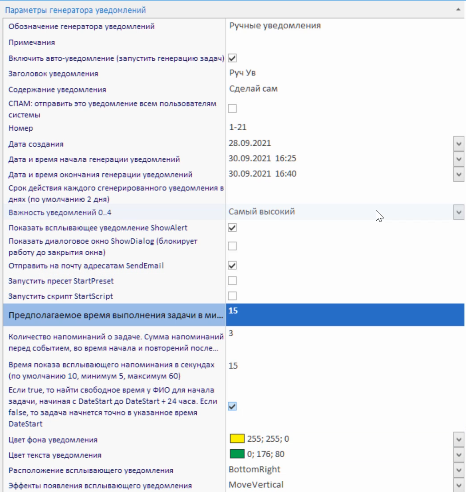 Параметры генератора уведомлений
Обозначение генератора уведомлений Ручные уведомления
Примечания
Включить авто-уведомление (запустить генерацию задач)
Заголовок уведомления Руч Ув
Содержание уведомления Сделай сам
СПАМ: отправить это уведомление всем пользователям
системы
Номер 1-21
Дата создания 28.09.2021
Дата и время начала генерации уведомлений 30.09.2021 16:25
Дата и время окончания генерации уведомлений 30.09.2021 16:40
Срок действия каждого сгенерированного уведомления в
днях (по умолчанию 2 дня)
Важность уведомлений 0..4 Самый высокий
Показать всплывающее уведомление ShowAlert
Показать диалоговое окно ShowDialog (блокирует
работу до закрытия окна)
Отправить на почту адресатам SendEmail
Запустить пресет StartPreset
Запустить скрипт StartScript
Предполагаемое время выполнения задачи в ми... 15
Количество напоминаний о задаче. Сумма напоминаний 3
перед событием, во время начала и повторений после...
Время показа всплывающего напоминания в секундах 15
(по умолчанию 10, минимум 5, максимум 60)
Если true, то найти свободное время у ФИО для начала
задачи, начиная с DateStart до DateStart + 24 часа. Если
false, то задача начнется точно в указанное время
DateStart
Цвет фона уведомления 255; 255; 0
Цвет текста уведомления 0; 176; 80
Расположение всплывающего уведомления BottomRight
Эффекты появления всплывающего уведомления MoveVertical